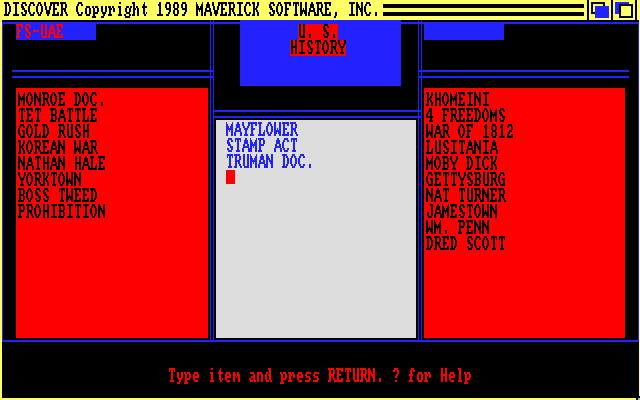 DISCOVER Copyright 1989 MAVERICK SOFTWARE, INC.
FS-UAE
U. S.
HISTORY
MONROE DOC.
TET BATTLE
GOLD RUSH
KOREAN WAR
NATHAN HALE
YORKTOWN
BOSS TWEED
PROHIBITION
MAYFLOWER
STAMP ACT
TRUMAN DOC.
KHOMEINI
4 FREEDOMS
WAR OF 1812
LUSITANIA
MOBY DICK
GETTYSBURG
NAT TURNER
JAMESTOWN
WM. PENN
DRED SCOTT
Type item and press RETURN. ? for Help